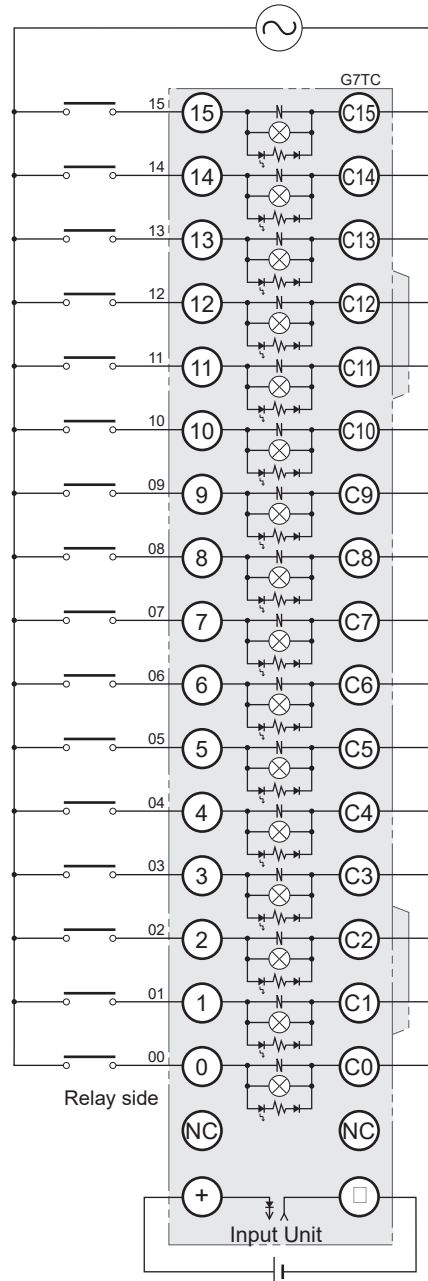 G7TC
15 15 N C15
14 14 N C14
13 13 N C13
12 12 N C12
11 11 N C11
10 10 N C10
09 9 N C9
08 8 N C8
07 7 N C7
06 6 N C6
05 5 N C5
04 4 N C4
03 3 N C3
02 2 N C2
01 1 N C1
00 0 N C0
Relay side
NC NC
+ □
Input Unit